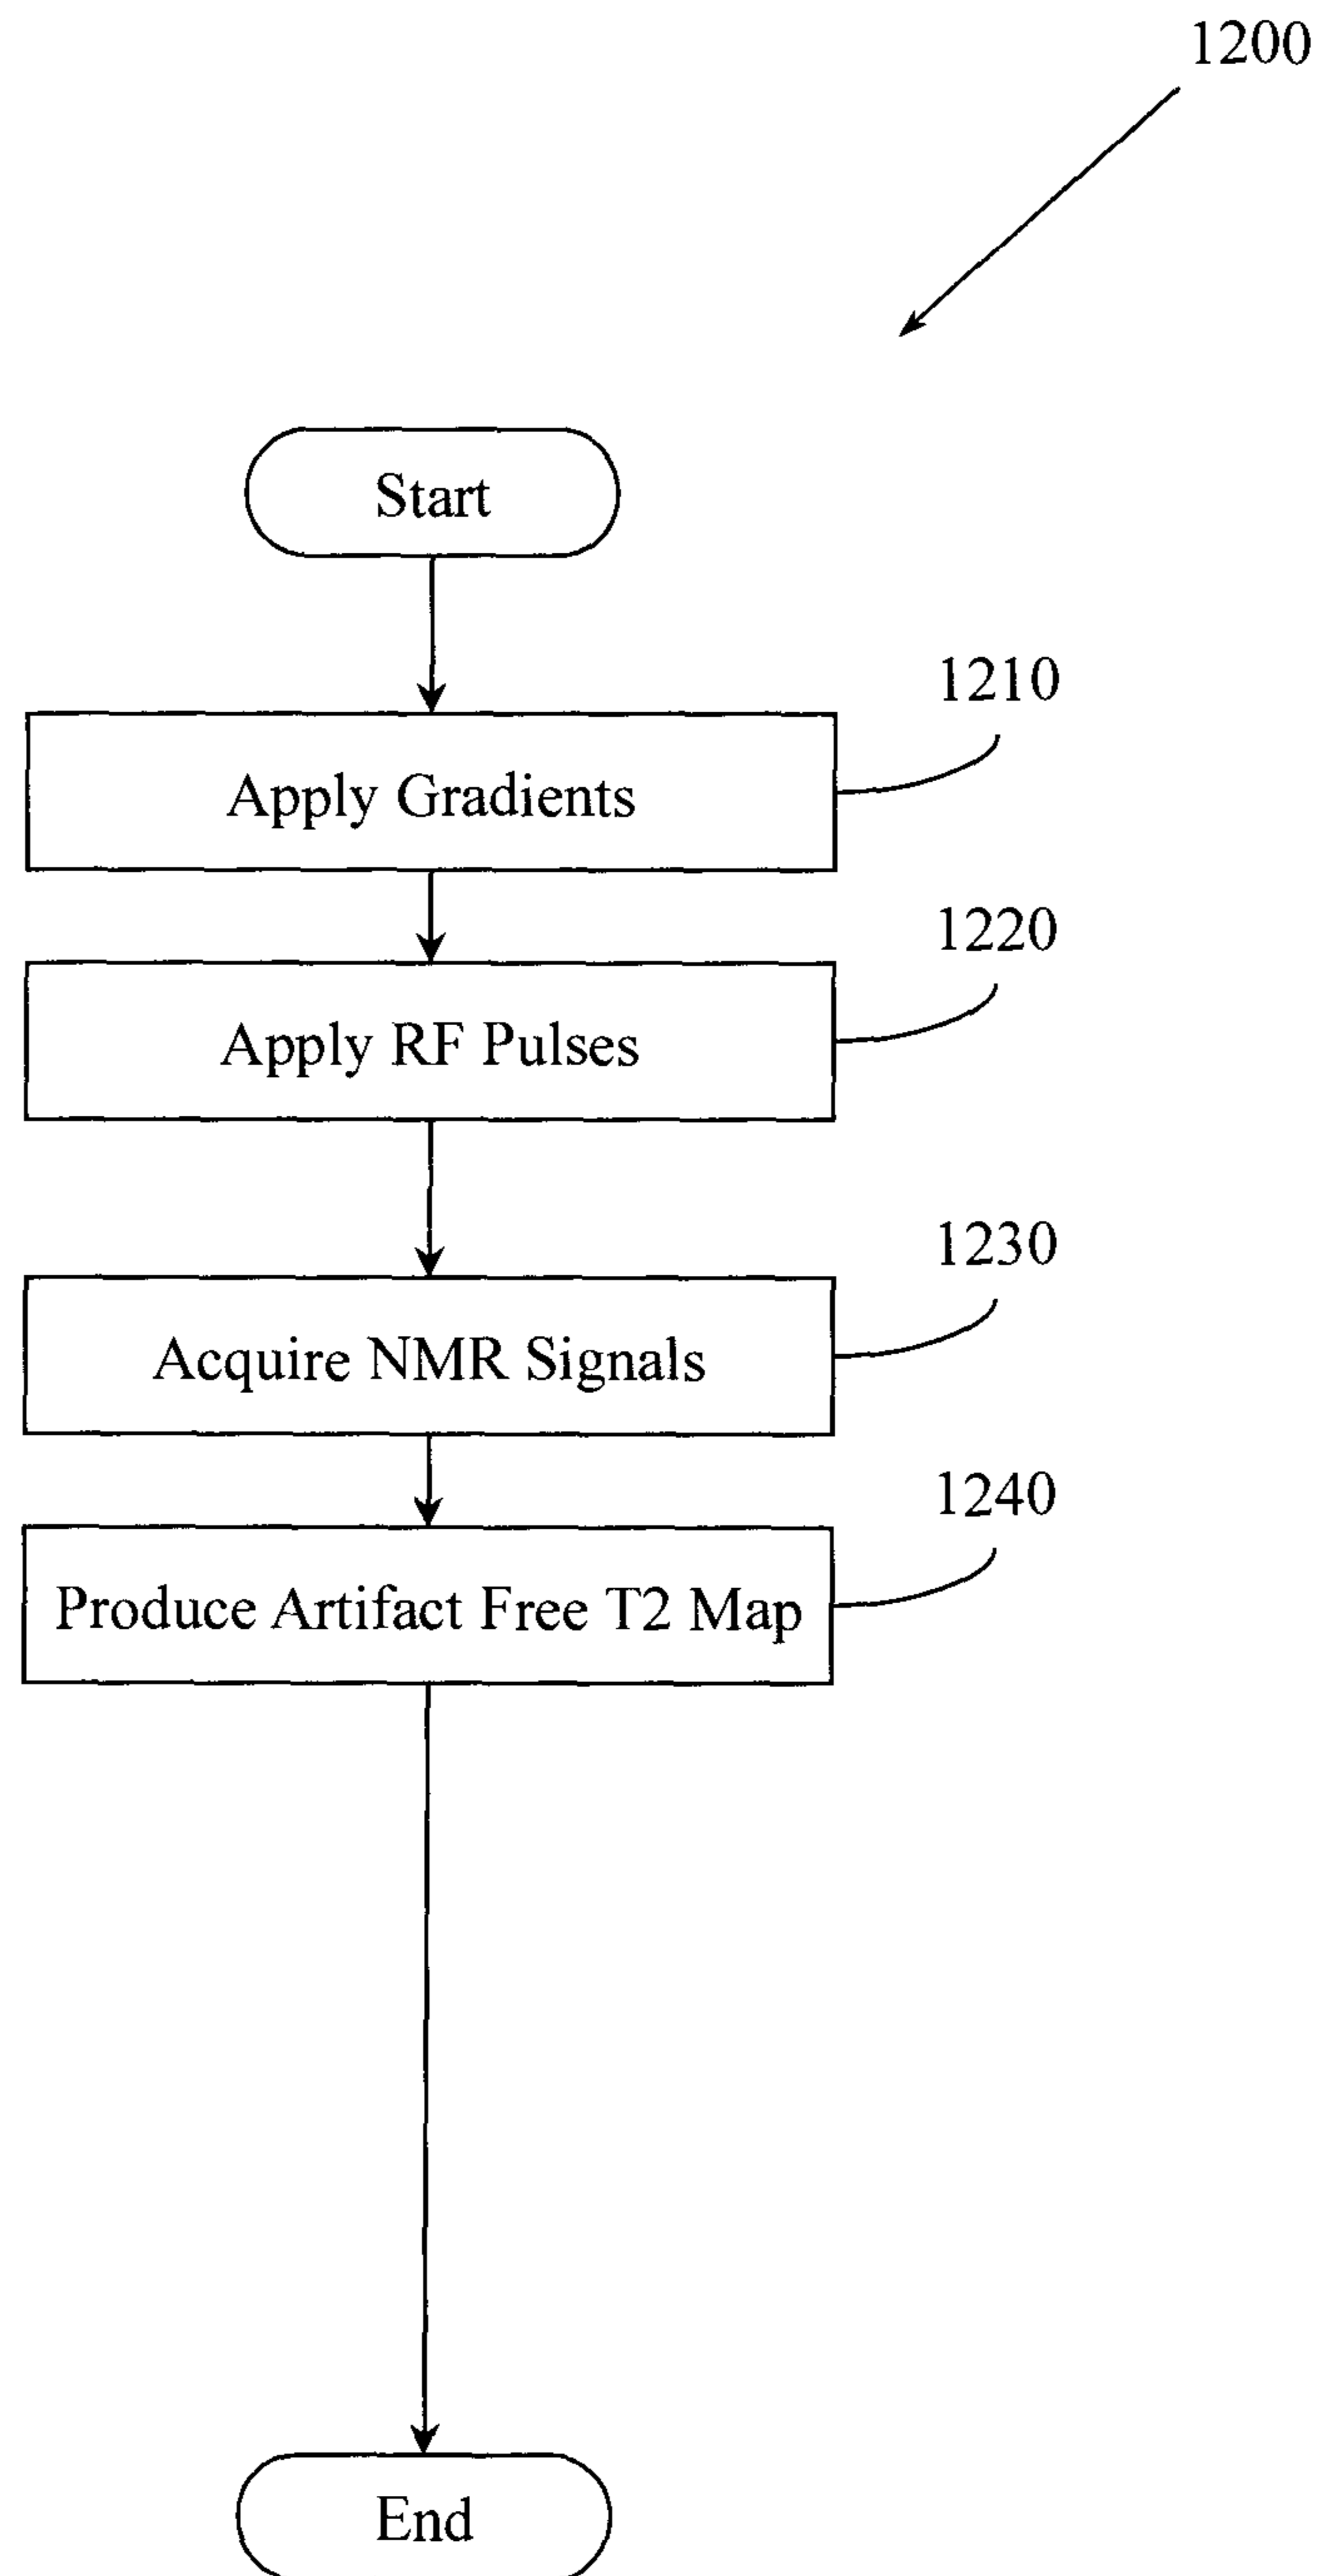 1200
Start
1210
Apply Gradients
1220
Apply RF Pulses
1230
Acquire NMR Signals
1240
Produce Artifact Free T2 Map
End